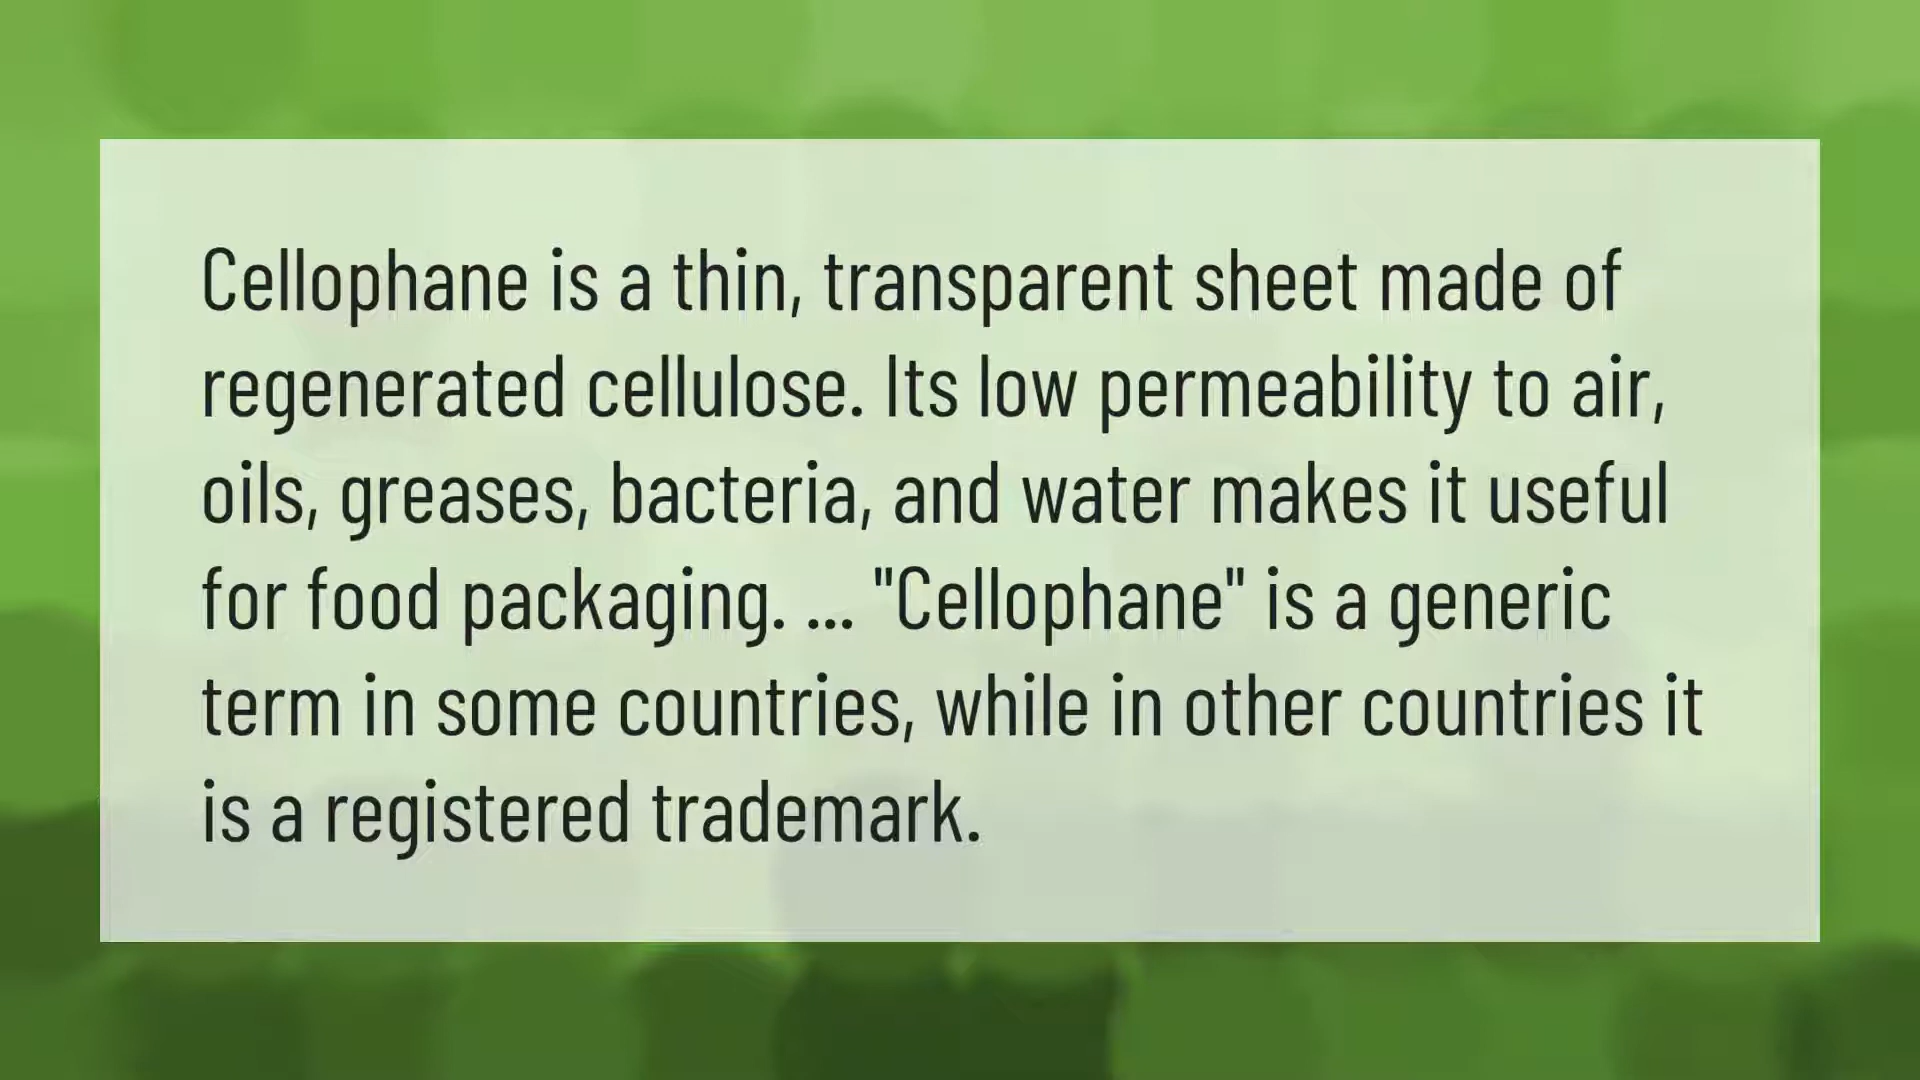 Cellophane is a thin, transparent sheet made of
regenerated cellulose. Its low permeability to air,
oils, greases, bacteria, and water makes it useful
for food packaging. ... "Cellophane" is a generic
term in some countries, while in other countries it
is a registered trademark.